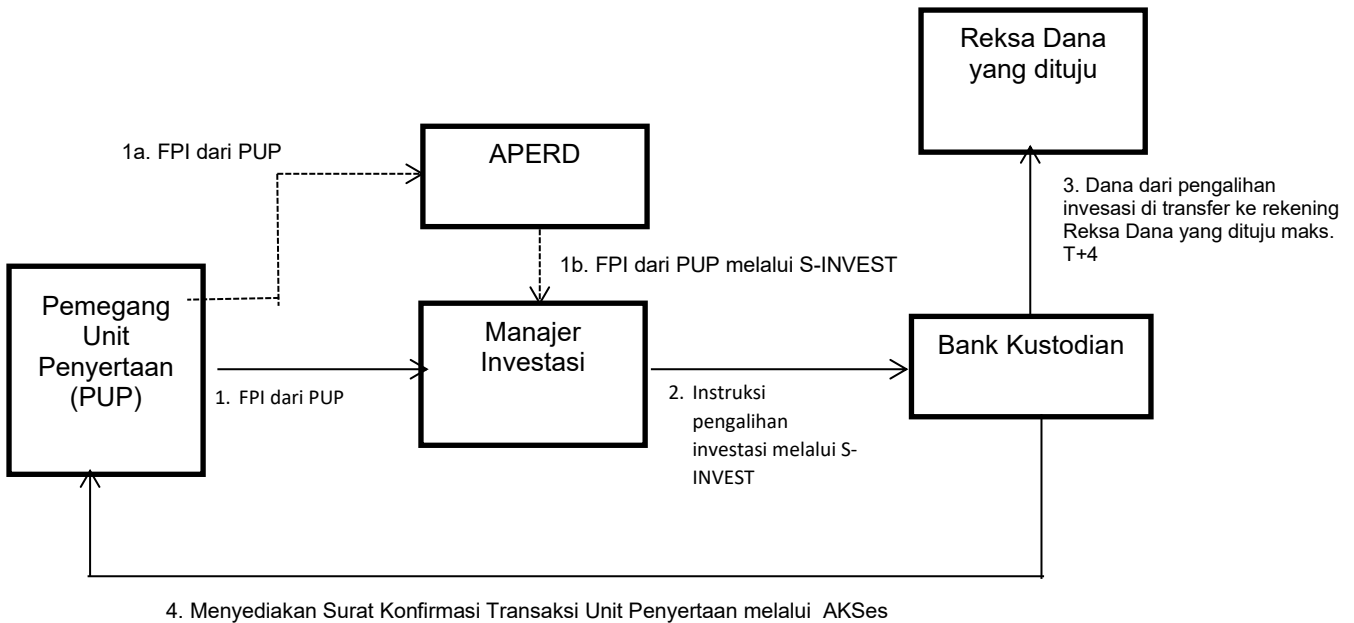 Reksa Dana
yang dituju
1a. FPI dari PUP
APERD
3. Dana dari pengalihan
invesasi di transfer ke rekening
Reksa Dana yang dituju maks.
T+4
1b. FPI dari PUP melalui S-INVEST
Pemegang
Unit
Penyertaan
(PUP)
Manajer
Investasi
Bank Kustodian
1. FPI dari PUP
2. Instruksi
pengalihan
investasi melalui S-
INVEST
4. Menyediakan Surat Konfirmasi Transaksi Unit Penyertaan melalui AKSes